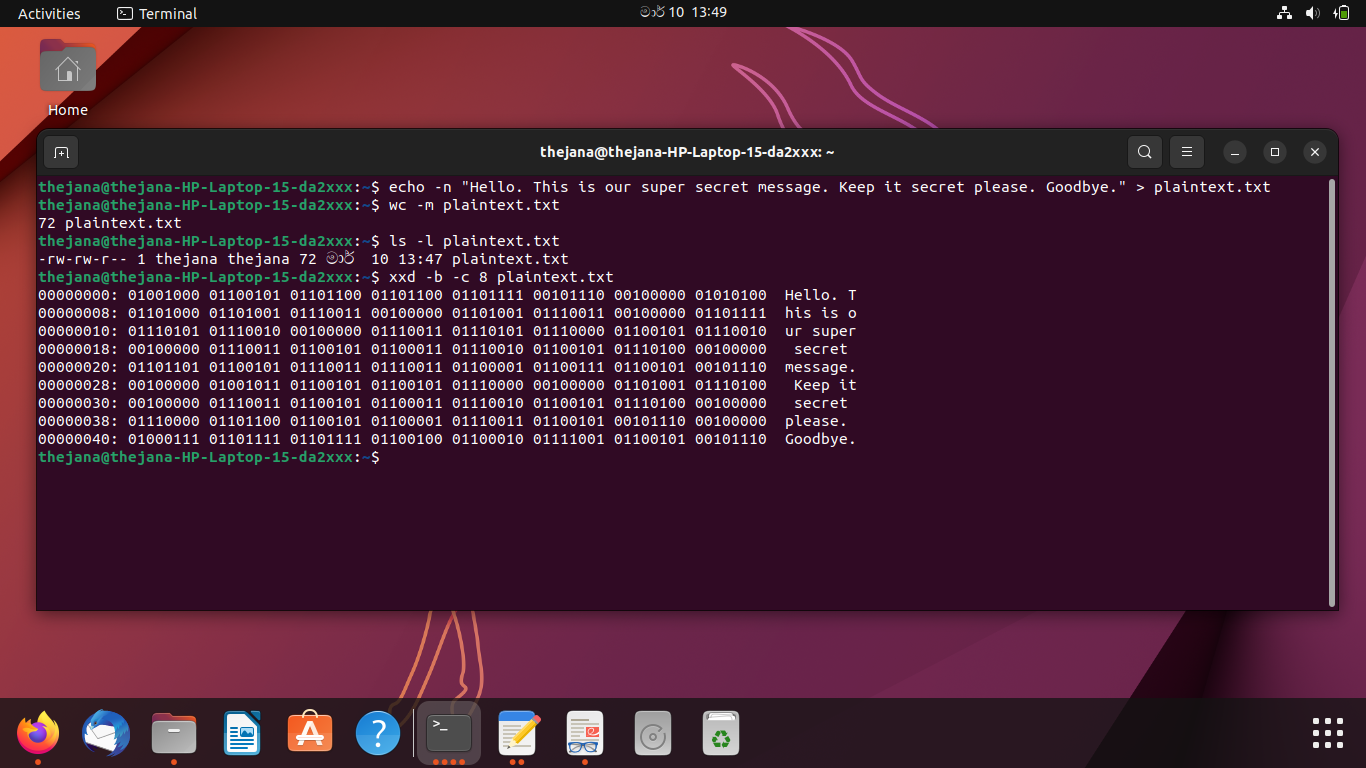 Activities
Terminal
මාර් 10 13:49
Home
thejana@thejana-HP-Laptop-15-da2xxx: ~
thejana@thejana-HP-Laptop-15-da2xxx:~$ echo -n "Hello. This is our super secret message. Keep it secret please. Goodbye." > plaintext.txt
thejana@thejana-HP-Laptop-15-da2xxx:~$ wc -m plaintext.txt
72 plaintext.txt
thejana@thejana-HP-Laptop-15-da2xxx:~$ ls -l plaintext.txt
-rw-rw-r-- 1 thejana thejana 72 මාර්  10 13:47 plaintext.txt
thejana@thejana-HP-Laptop-15-da2xxx:~$ xxd -b -c 8 plaintext.txt
00000000: 01001000 01100101 01101100 01101100 01101111 00101110 00100000 01010100  Hello. T
00000008: 01101000 01101001 01110011 00100000 01101001 01110011 00100000 01101111  his is o
00000010: 01110101 01110010 00100000 01110011 01110101 01110000 01100101 01110010  ur super
00000018: 00100000 01110011 01100101 01100011 01110010 01100101 01110100 00100000   secret
00000020: 01101101 01100101 01110011 01110011 01100001 01100111 01100101 00101110  message.
00000028: 00100000 01001011 01100101 01100101 01110000 00100000 01101001 01110100   Keep it
00000030: 00100000 01110011 01100101 01100011 01110010 01100101 01110100 00100000   secret
00000038: 01110000 01101100 01100101 01100001 01110011 01100101 00101110 00100000  please.
00000040: 01000111 01101111 01101111 01100100 01100010 01111001 01100101 00101110  Goodbye.
thejana@thejana-HP-Laptop-15-da2xxx:~$